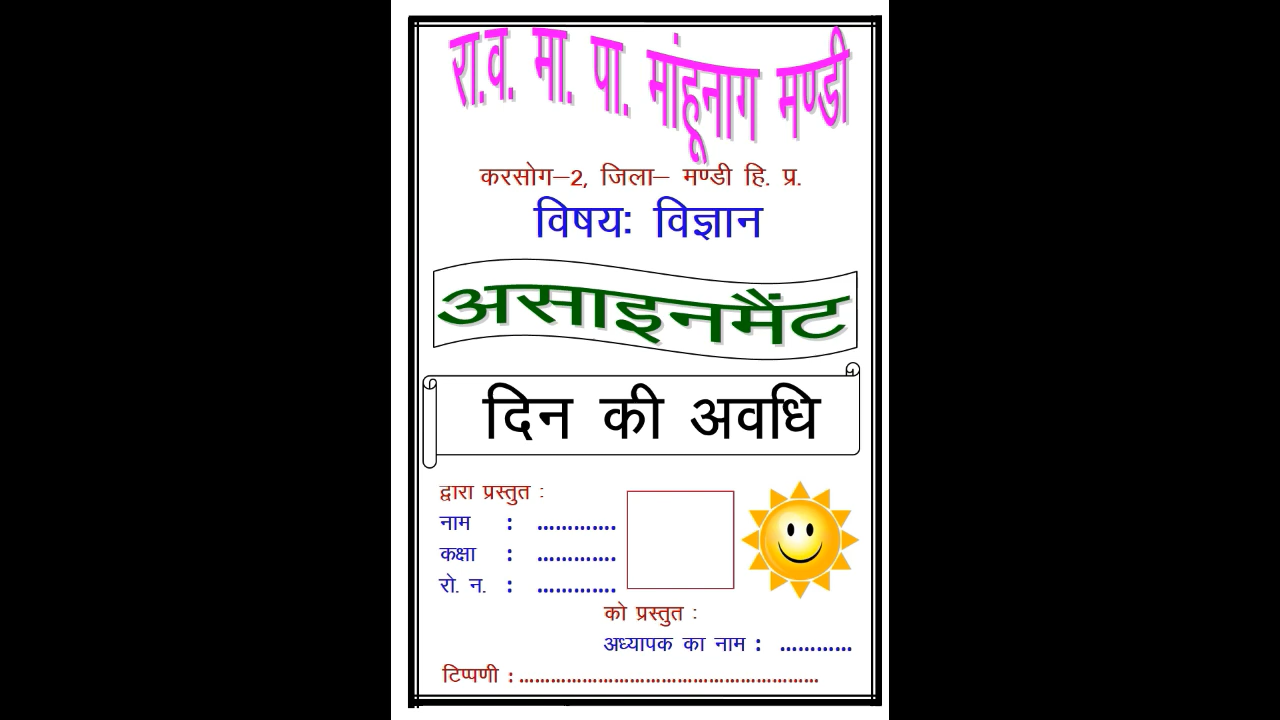 रा.व. मा. पा. मांहूनाग मण्डी
करसोग–2, जिला– मण्डी हि. प्र.
विषयः विज्ञान
असाइनमैंट
दिन की अवधि
द्वारा प्रस्तुत :
नाम : .............
कक्षा : .............
रो. न. : .............
को प्रस्तुत :
अध्यापक का नाम : ............
टिप्पणी : .........................................................